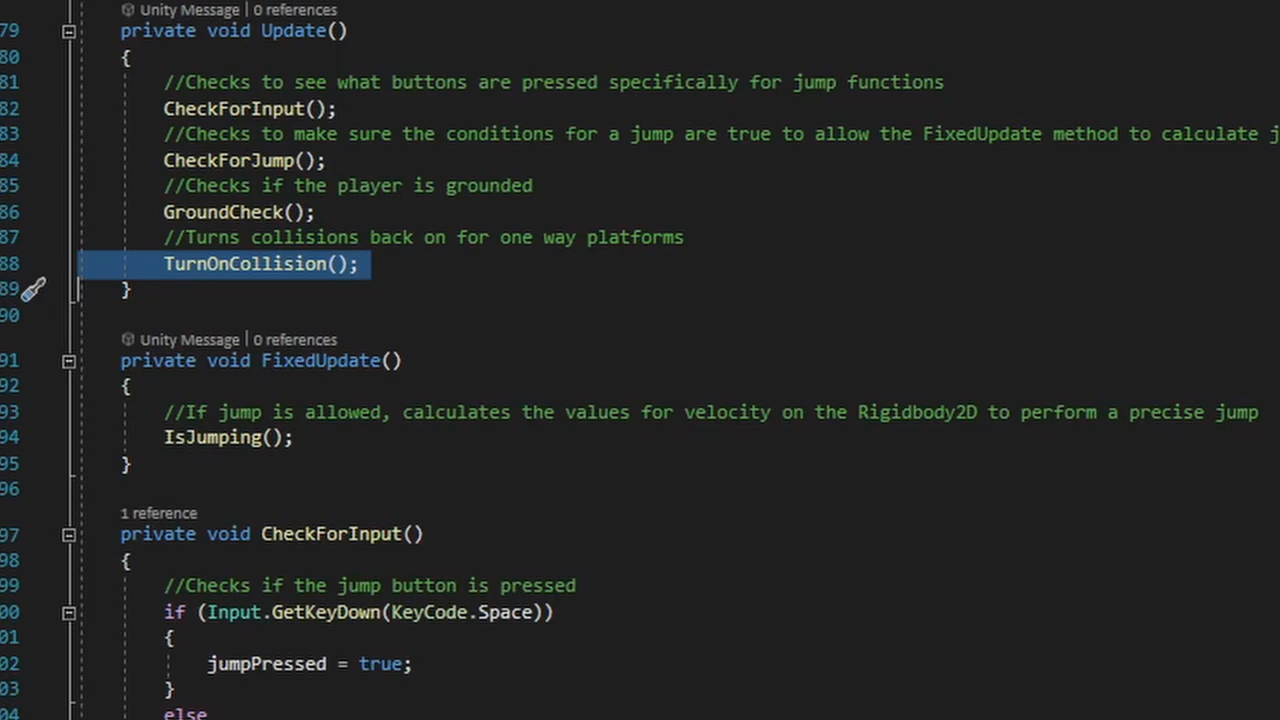 Unity Message | 0 references
79 private void Update()
80 {
81 //Checks to see what buttons are pressed specifically for jump functions
82 CheckForInput();
83 //Checks to make sure the conditions for a jump are true to allow the FixedUpdate method to calculate j
84 CheckForJump();
85 //Checks if the player is grounded
86 GroundCheck();
87 //Turns collisions back on for one way platforms
88 TurnOnCollision();
89 }
90
Unity Message | 0 references
91 private void FixedUpdate()
92 {
93 //If jump is allowed, calculates the values for velocity on the Rigidbody2D to perform a precise jump
94 IsJumping();
95 }
96
1 reference
97 private void CheckForInput()
98 {
99 //Checks if the jump button is pressed
00 if (Input.GetKeyDown(KeyCode.Space))
01 {
02 jumpPressed = true;
03 }
04 else